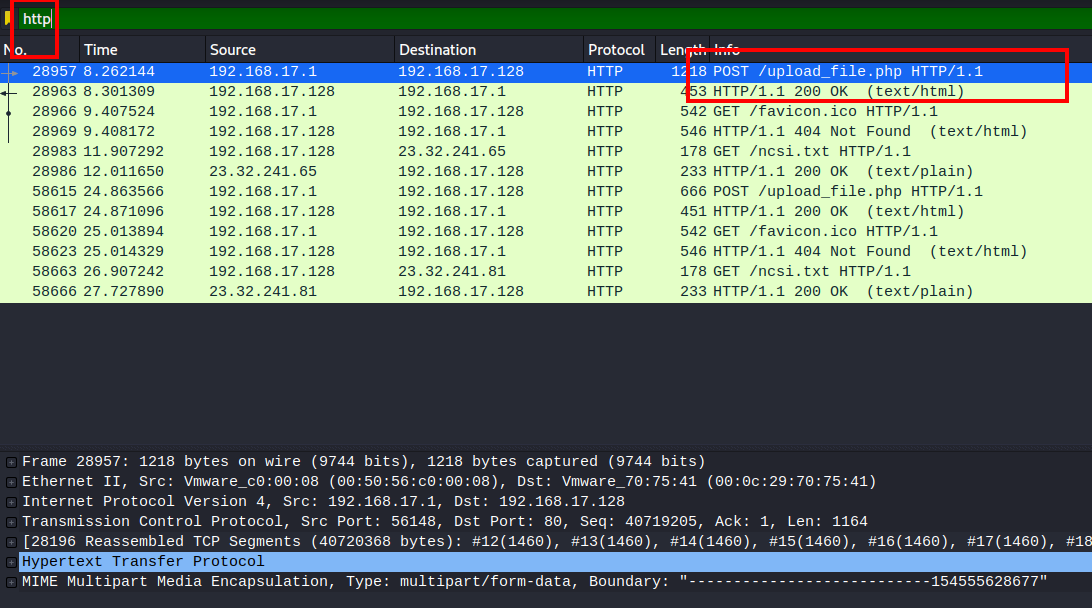 http
No. Time Source Destination Protocol Length Info
28957 8.262144 192.168.17.1 192.168.17.128 HTTP 1218 POST /upload_file.php HTTP/1.1
28963 8.301309 192.168.17.128 192.168.17.1 HTTP 453 HTTP/1.1 200 OK (text/html)
28966 9.407524 192.168.17.1 192.168.17.128 HTTP 542 GET /favicon.ico HTTP/1.1
28969 9.408172 192.168.17.128 192.168.17.1 HTTP 546 HTTP/1.1 404 Not Found (text/html)
28983 11.907292 192.168.17.128 23.32.241.65 HTTP 178 GET /ncsi.txt HTTP/1.1
28986 12.011650 23.32.241.65 192.168.17.128 HTTP 233 HTTP/1.1 200 OK (text/plain)
58615 24.863566 192.168.17.1 192.168.17.128 HTTP 666 POST /upload_file.php HTTP/1.1
58617 24.871096 192.168.17.128 192.168.17.1 HTTP 451 HTTP/1.1 200 OK (text/html)
58620 25.013894 192.168.17.1 192.168.17.128 HTTP 542 GET /favicon.ico HTTP/1.1
58623 25.014329 192.168.17.128 192.168.17.1 HTTP 546 HTTP/1.1 404 Not Found (text/html)
58663 26.907242 192.168.17.128 23.32.241.81 HTTP 178 GET /ncsi.txt HTTP/1.1
58666 27.727890 23.32.241.81 192.168.17.128 HTTP 233 HTTP/1.1 200 OK (text/plain)
Frame 28957: 1218 bytes on wire (9744 bits), 1218 bytes captured (9744 bits)
Ethernet II, Src: Vmware_c0:00:08 (00:50:56:c0:00:08), Dst: Vmware_70:75:41 (00:0c:29:70:75:41)
Internet Protocol Version 4, Src: 192.168.17.1, Dst: 192.168.17.128
Transmission Control Protocol, Src Port: 56148, Dst Port: 80, Seq: 40719205, Ack: 1, Len: 1164
[28196 Reassembled TCP Segments (40720368 bytes): #12(1460), #13(1460), #14(1460), #15(1460), #16(1460), #17(1460), #18
Hypertext Transfer Protocol
MIME Multipart Media Encapsulation, Type: multipart/form-data, Boundary: "---------------------------154555628677"